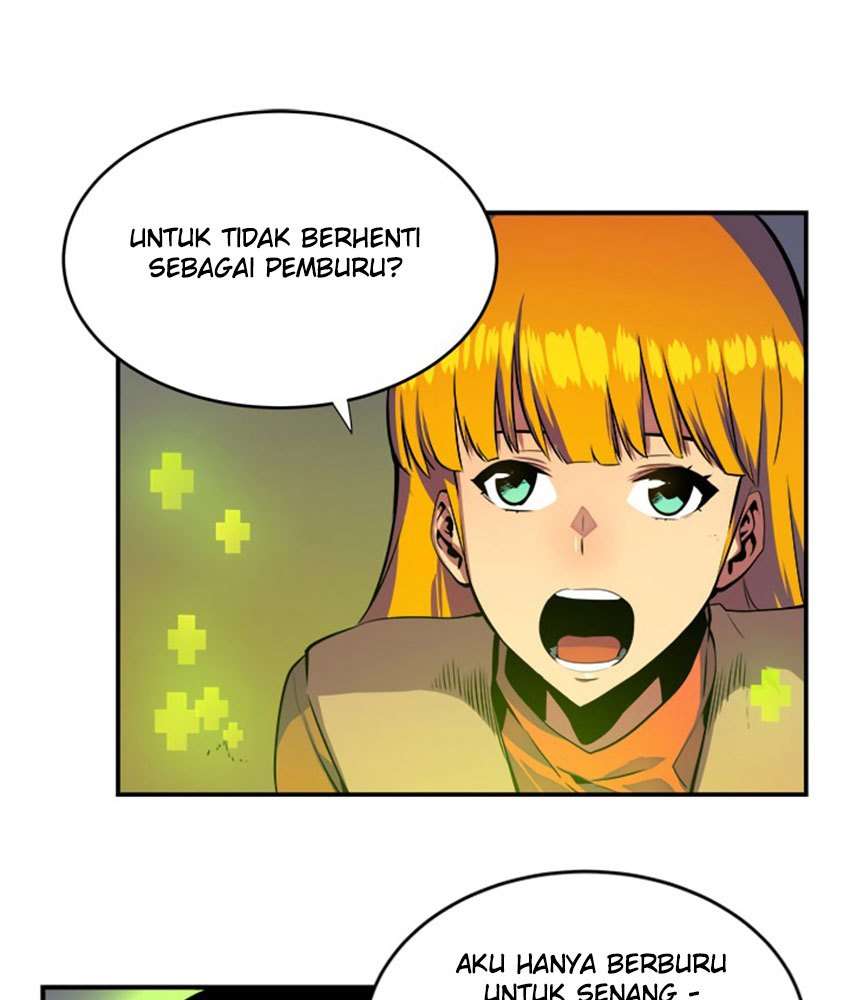 UNTUK TIDAK BERHENTI
SEBAGAI PEMBURU?
AKU HANYA BERBURU
UNTUK SENANG -